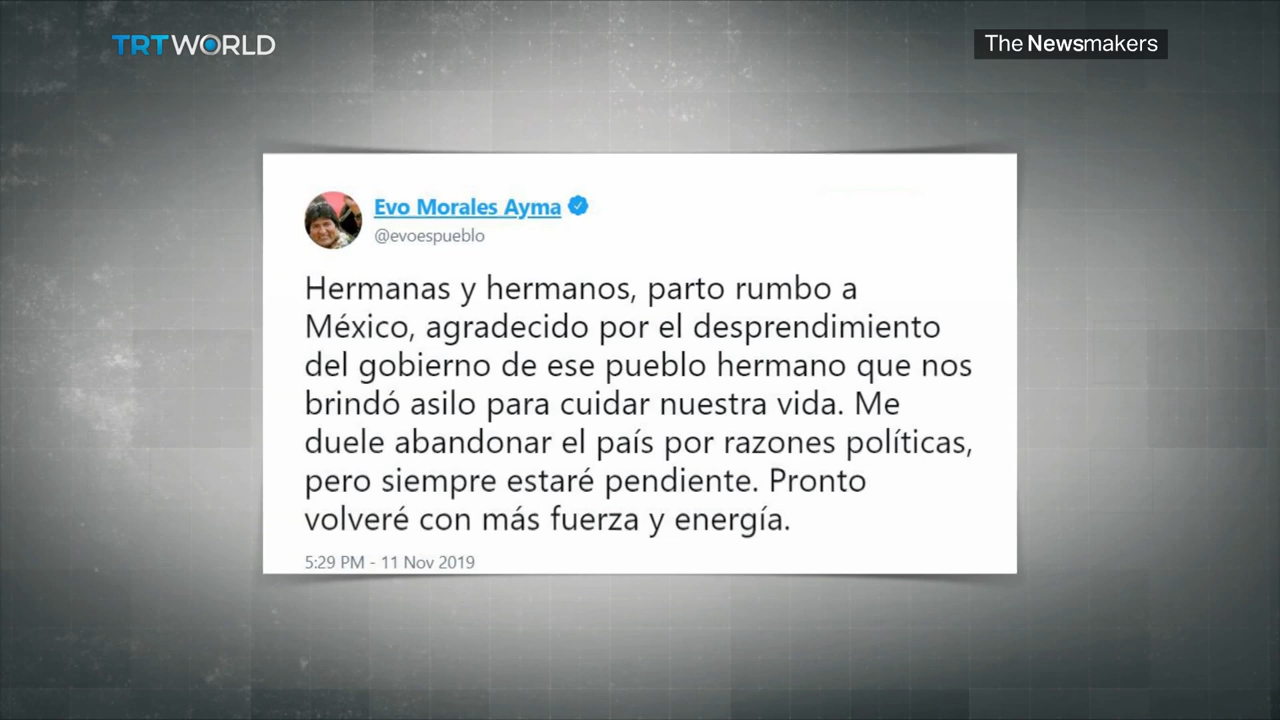 TRT WORLD
The Newsmakers
Evo Morales Ayma
@evoespueblo
Hermanas y hermanos, parto rumbo a
México, agradecido por el desprendimiento
del gobierno de ese pueblo hermano que nos
brindó asilo para cuidar nuestra vida. Me
duele abandonar el país por razones políticas,
pero siempre estaré pendiente. Pronto
volveré con más fuerza y energía.
5:29 PM - 11 Nov 2019